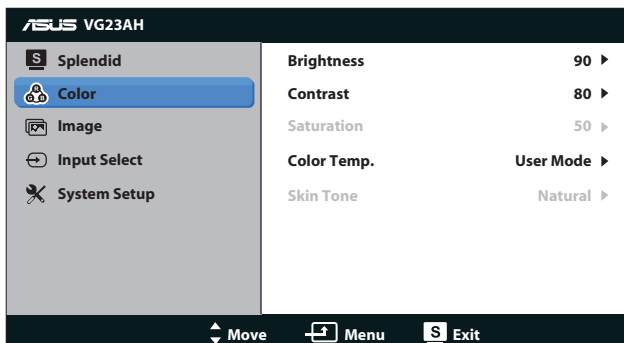 ASUS VG23AH
S Splendid
Color
Image
Input Select
System Setup
Brightness 90
Contrast 80
Saturation 50
Color Temp. User Mode
Skin Tone Natural
Move Menu S Exit